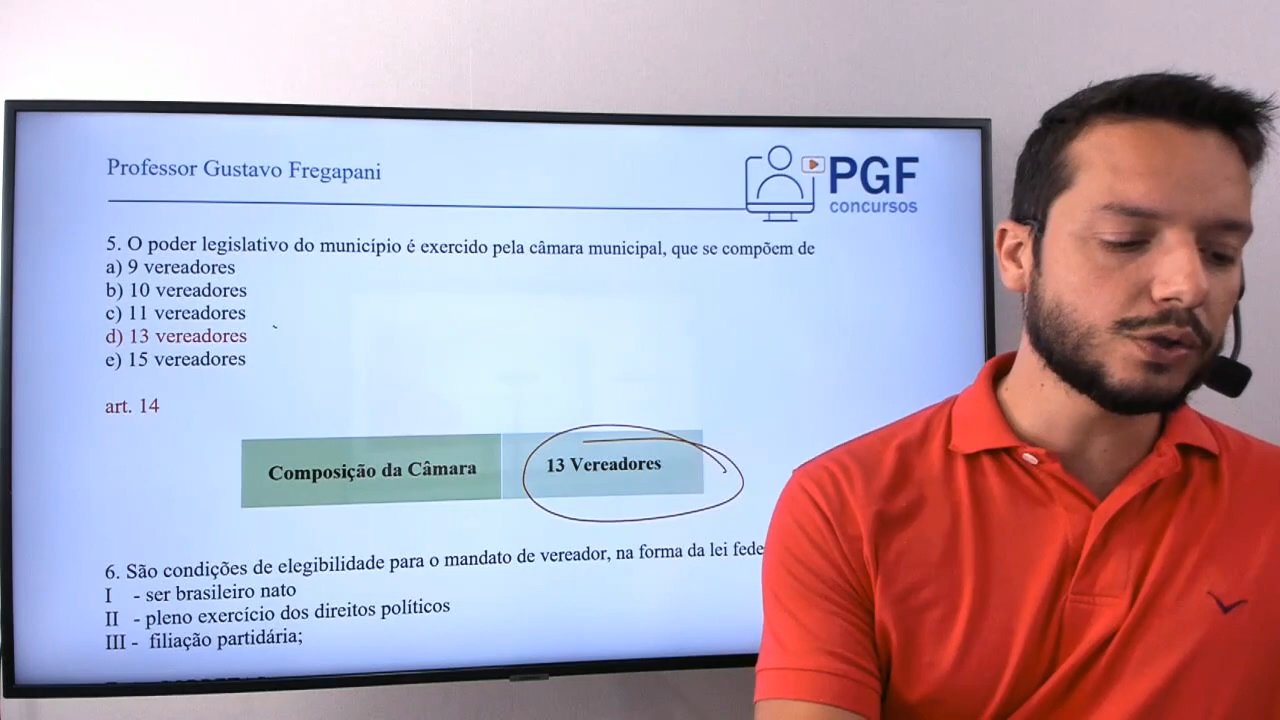 Professor Gustavo Fregapani
PGF
concursos
5. O poder legislativo do município é exercido pela câmara municipal, que se compõem de
a) 9 vereadores
b) 10 vereadores
c) 11 vereadores
d) 13 vereadores
e) 15 vereadores
art. 14
Composição da Câmara 13 Vereadores
6. São condições de elegibilidade para o mandato de vereador, na forma da lei fede
I - ser brasileiro nato
II - pleno exercício dos direitos políticos
III - filiação partidária;